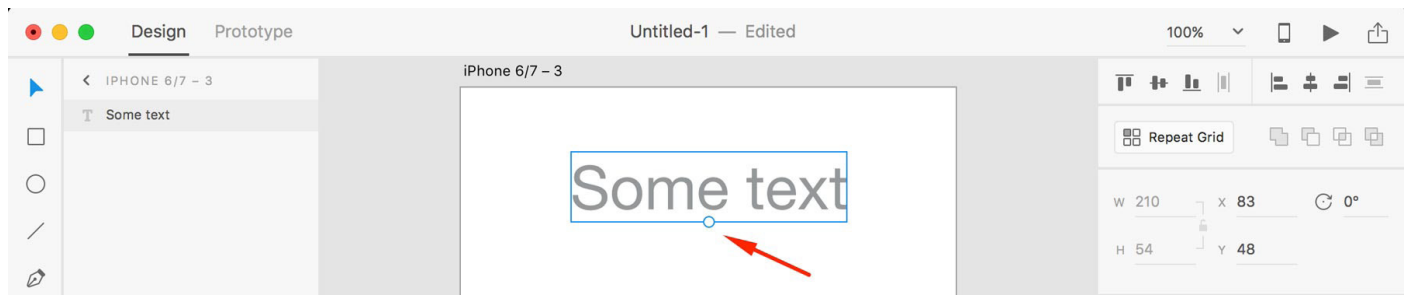 Design Prototype Untitled-1 — Edited 100%
IPHONE 6/7 – 3
T Some text
iPhone 6/7 – 3
Some text
Repeat Grid
W 210 X 83 0°
H 54 Y 48